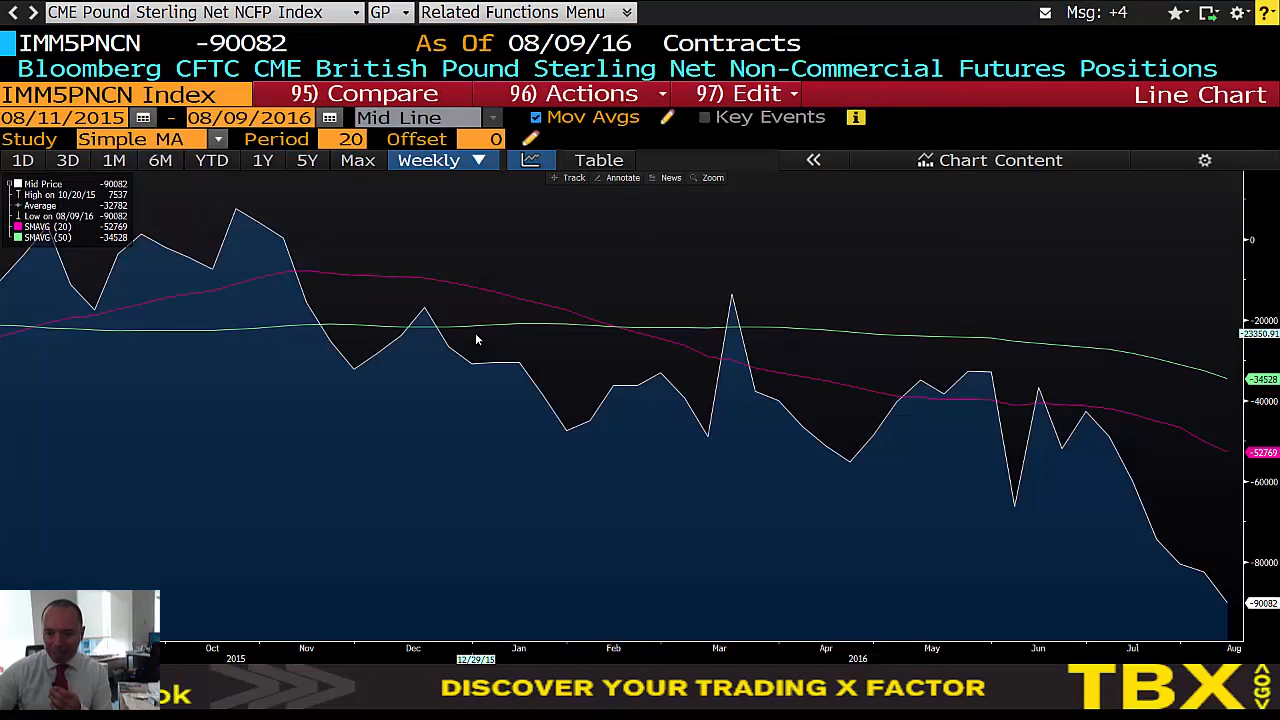 CME Pound Sterling Net NCFP Index GP Related Functions Menu Msg: +4
IMM5PNCN -90082 As Of 08/09/16 Contracts
Bloomberg CFTC CME British Pound Sterling Net Non-Commercial Futures Positions
IMM5PNCN Index 95) Compare 96) Actions 97) Edit Line Chart
08/11/2015 - 08/09/2016 Mid Line Mov Avgs Key Events
Study Simple MA Period 20 Offset 0
1D 3D 1M 6M YTD 1Y 5Y Max Weekly Table Chart Content
Track Annotate News Zoom
Mid Price -90082
High on 10/20/15 7537
Average -32782
Low on 08/09/16 -90082
SMAVG (20) -52769
SMAVG (50) -34528
0
-20000
-23350.91
-34528
-40000
-52769
-60000
-80000
-90082
Oct Nov Dec Jan Feb Mar Apr May Jun Jul Aug
2015 12/29/15 2016
ok DISCOVER YOUR TRADING X FACTOR TBX